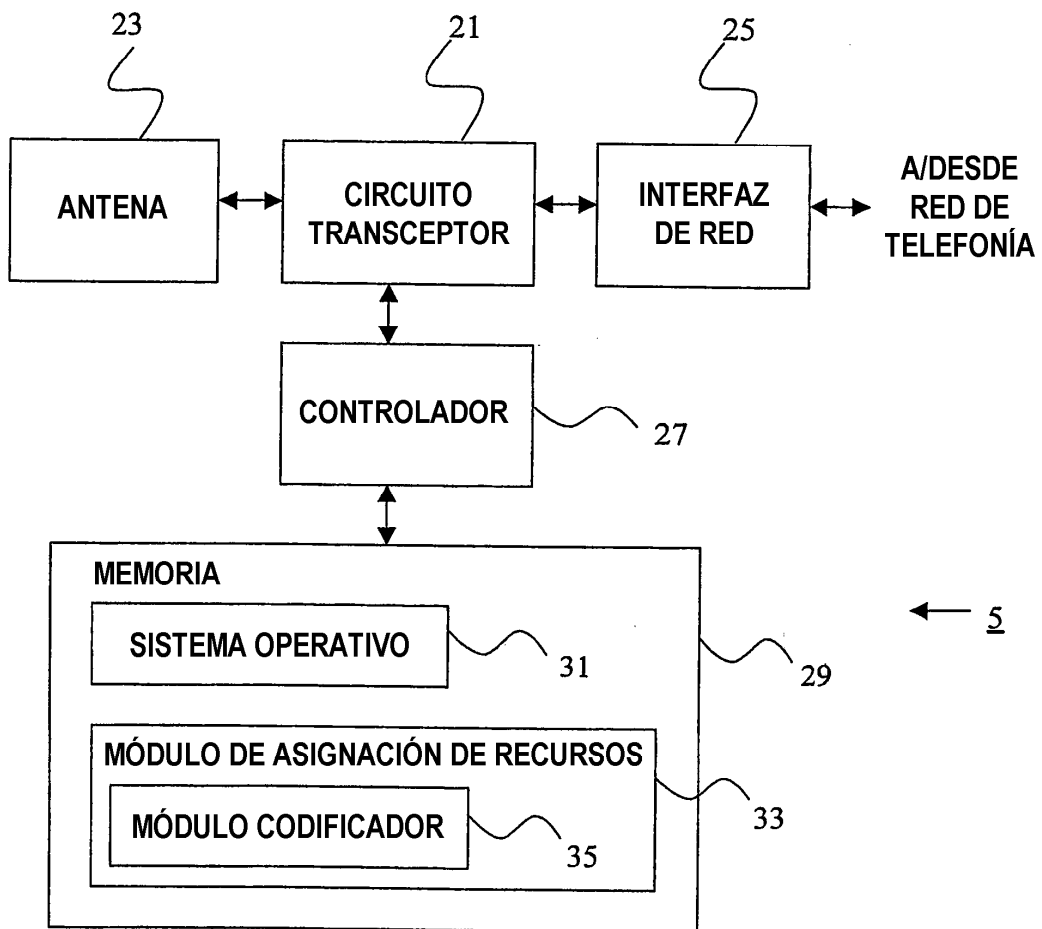 23
21
25
ANTENA
CIRCUITO
TRANSCEPTOR
INTERFAZ
DE RED
A/DESDE
RED DE
TELEFONÍA
CONTROLADOR
27
MEMORIA
SISTEMA OPERATIVO
31
29
5
MÓDULO DE ASIGNACIÓN DE RECURSOS
33
MÓDULO CODIFICADOR
35